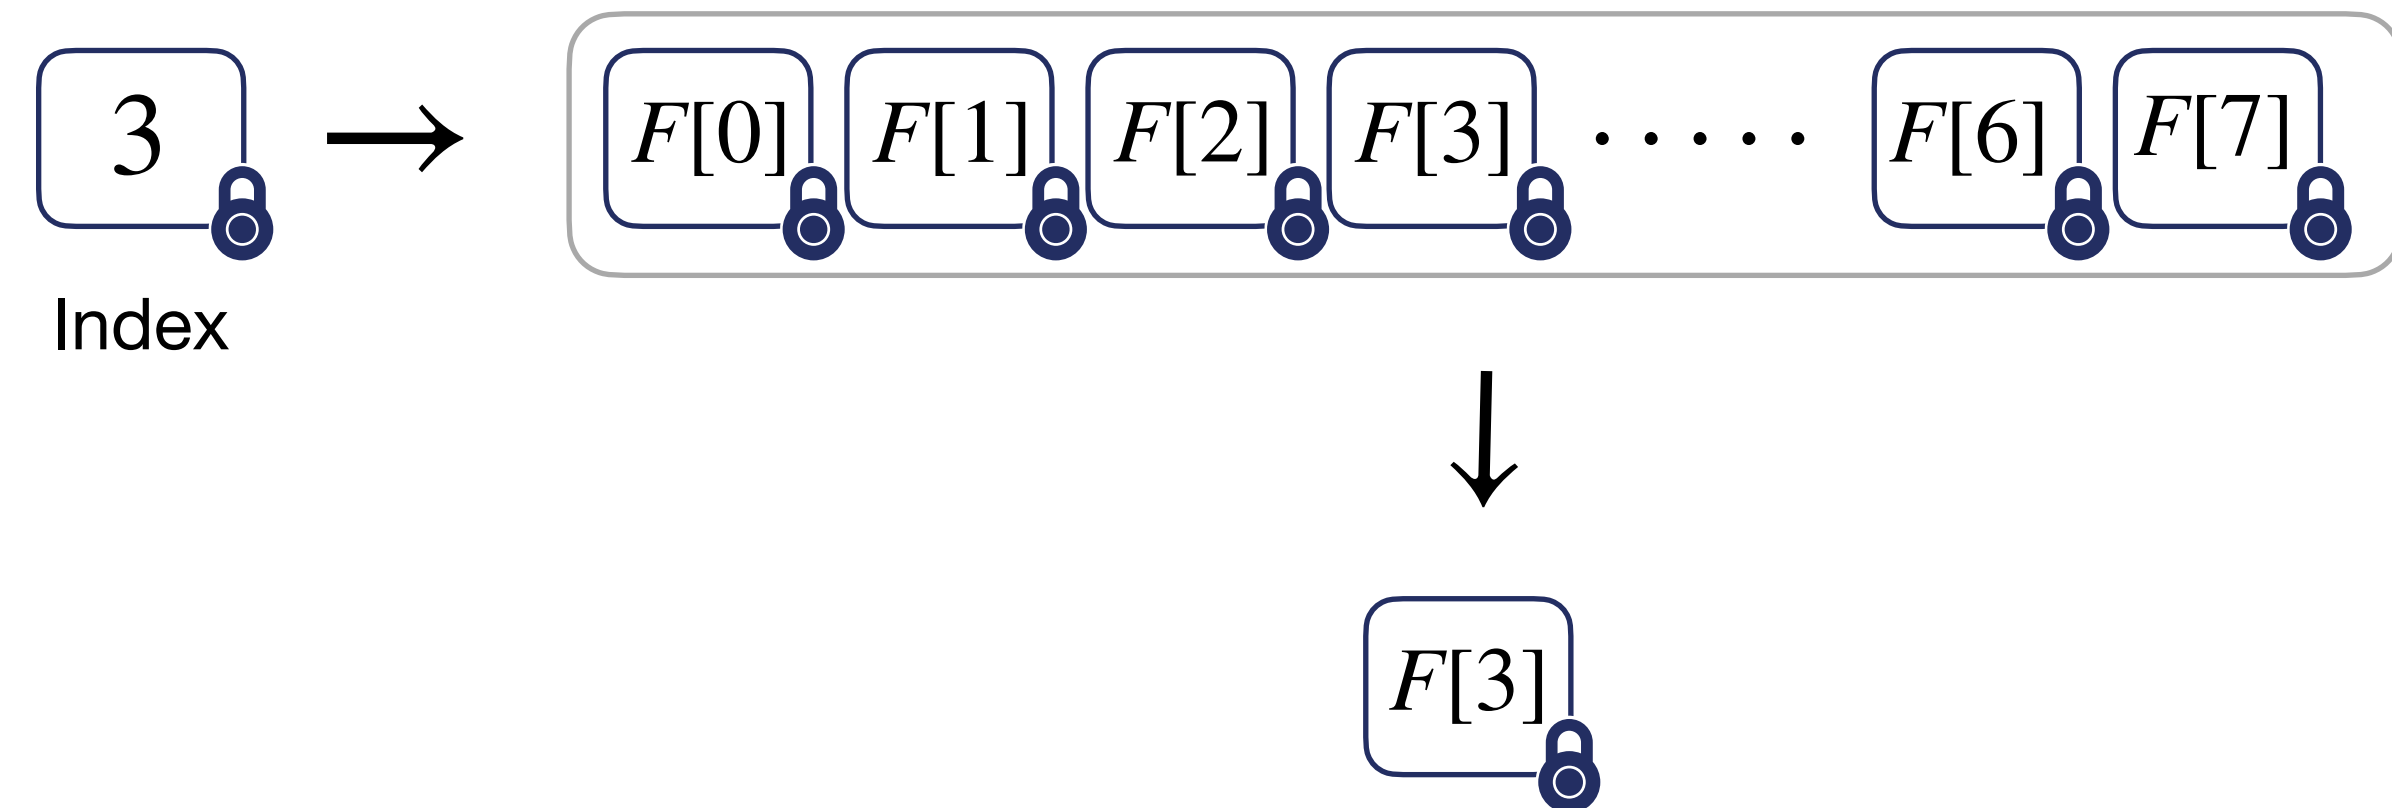 3 → F[0] F[1] F[2] F[3] ..... F[6] F[7]
Index
↓
F[3]